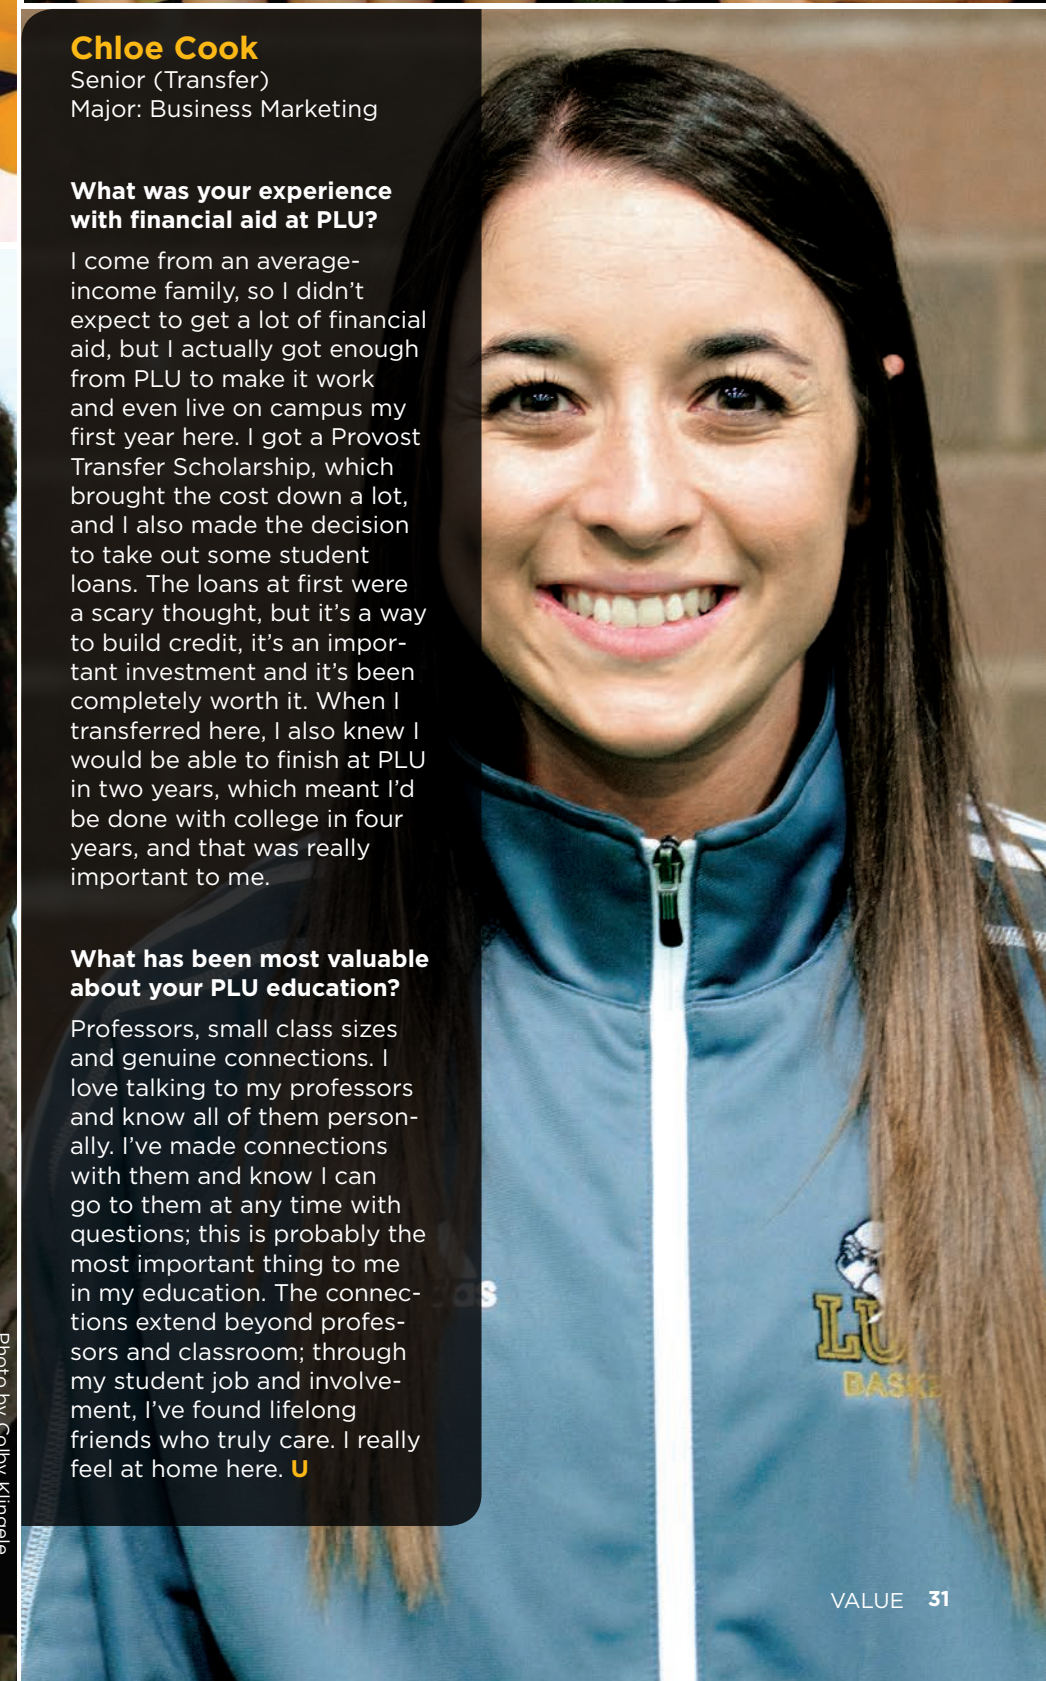 Chloe Cook
Senior (Transfer)
Major: Business Marketing
What was your experience
with financial aid at PLU?
I come from an average-
income family, so I didn't
expect to get a lot of financial
aid, but I actually got enough
from PLU to make it work
and even live on campus my
first year here. I got a Provost
Transfer Scholarship, which
brought the cost down a lot,
and I also made the decision
to take out some student
loans. The loans at first were
a scary thought, but it's a way
to build credit, it's an impor-
tant investment and it's been
completely worth it. When I
transferred here, I also knew I
would be able to finish at PLU
in two years, which meant I'd
be done with college in four
years, and that was really
important to me.
What has been most valuable
about your PLU education?
Professors, small class sizes
and genuine connections. I
love talking to my professors
and know all of them person-
ally. I've made connections
with them and know I can
go to them at any time with
questions; this is probably the
most important thing to me
in my education. The connec-
tions extend beyond profes-
sors and classroom; through
my student job and involve-
ment, I've found lifelong
friends who truly care. I really
feel at home here. U
LU
BASKE
VALUE 31
Photo by Colby Klingele